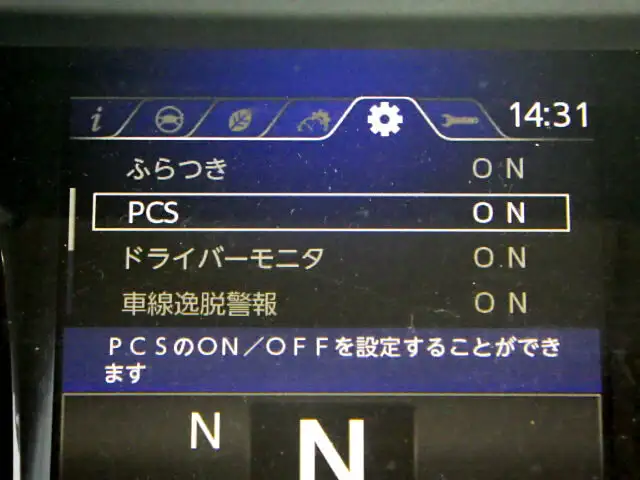 i 14:31
ふらつき ON
PCS ON
ドライバーモニタ ON
車線逸脱警報 ON
PCSのON/OFFを設定することができ
ます
N N